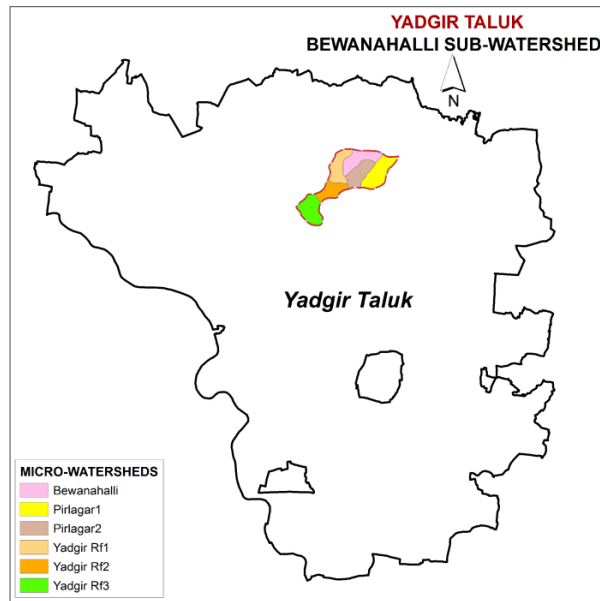 YADGIR TALUK
BEWANAHALLI SUB-WATERSHED
N
Yadgir Taluk
MICRO-WATERSHEDS
Bewanahalli
Pirlagar1
Pirlagar2
Yadgir Rf1
Yadgir Rf2
Yadgir Rf3